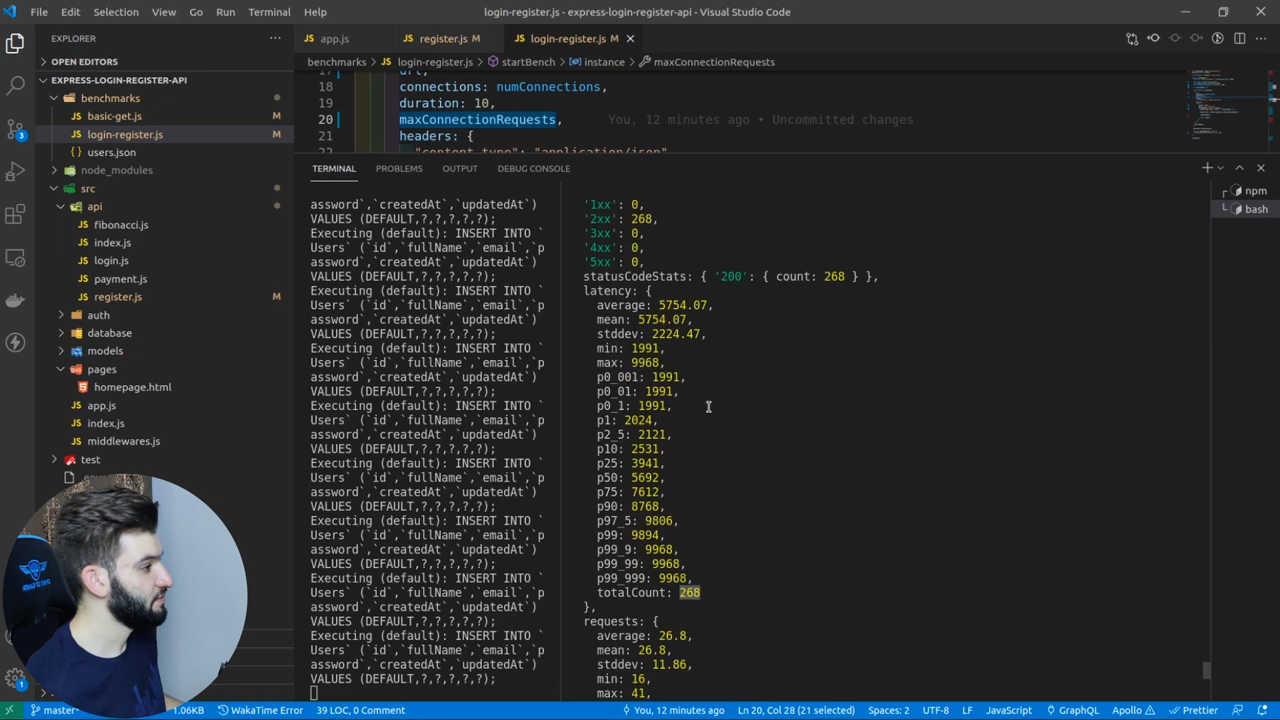 File Edit Selection View Go Run Terminal Help
login-register.js - express-login-register-api - Visual Studio Code
EXPLORER
OPEN EDITORS
EXPRESS-LOGIN-REGISTER-API
benchmarks
basic-get.js M
login-register.js M
users.json
node_modules
src
api
fibonacci.js
index.js
login.js
payment.js
register.js M
auth
database
models
pages
homepage.html
app.js
index.js
middlewares.js
test
app.js
register.js M
login-register.js M
benchmarks > login-register.js > startBench > instance > maxConnectionRequests
18 connections: numConnections,
19 duration: 10,
20 maxConnectionRequests, You, 12 minutes ago • Uncommitted changes
21 headers: {
22 "content type": "application/json"
TERMINAL PROBLEMS OUTPUT DEBUG CONSOLE
npm
bash
assword`,`createdAt`,`updatedAt`)
VALUES (DEFAULT,?,?,?,?,?);
Executing (default): INSERT INTO `
Users` (`id`,`fullName`,`email`,`p
assword`,`createdAt`,`updatedAt`)
VALUES (DEFAULT,?,?,?,?,?);
Executing (default): INSERT INTO `
Users` (`id`,`fullName`,`email`,`p
assword`,`createdAt`,`updatedAt`)
VALUES (DEFAULT,?,?,?,?,?);
Executing (default): INSERT INTO `
Users` (`id`,`fullName`,`email`,`p
assword`,`createdAt`,`updatedAt`)
VALUES (DEFAULT,?,?,?,?,?);
Executing (default): INSERT INTO `
Users` (`id`,`fullName`,`email`,`p
assword`,`createdAt`,`updatedAt`)
VALUES (DEFAULT,?,?,?,?,?);
Executing (default): INSERT INTO `
Users` (`id`,`fullName`,`email`,`p
assword`,`createdAt`,`updatedAt`)
VALUES (DEFAULT,?,?,?,?,?);
Executing (default): INSERT INTO `
Users` (`id`,`fullName`,`email`,`p
assword`,`createdAt`,`updatedAt`)
VALUES (DEFAULT,?,?,?,?,?);
Executing (default): INSERT INTO `
Users` (`id`,`fullName`,`email`,`p
assword`,`createdAt`,`updatedAt`)
VALUES (DEFAULT,?,?,?,?,?);
Executing (default): INSERT INTO `
Users` (`id`,`fullName`,`email`,`p
assword`,`createdAt`,`updatedAt`)
VALUES (DEFAULT,?,?,?,?,?);
'1xx': 0,
'2xx': 268,
'3xx': 0,
'4xx': 0,
'5xx': 0,
statusCodeStats: { '200': { count: 268 } },
latency: {
average: 5754.07,
mean: 5754.07,
stddev: 2224.47,
min: 1991,
max: 9968,
p0_001: 1991,
p0_01: 1991,
p0_1: 1991,
p1: 2024,
p2_5: 2121,
p10: 2531,
p25: 3941,
p50: 5692,
p75: 7612,
p90: 8768,
p97_5: 9806,
p99: 9894,
p99_9: 9968,
p99_99: 9968,
p99_999: 9968,
totalCount: 268
},
requests: {
average: 26.8,
mean: 26.8,
stddev: 11.86,
min: 16,
max: 41,
master* 1.06KB WakaTime Error 39 LOC, 0 Comment You, 12 minutes ago Ln 20, Col 28 (21 selected) Spaces: 2 UTF-8 LF JavaScript GraphQL Apollo Prettier